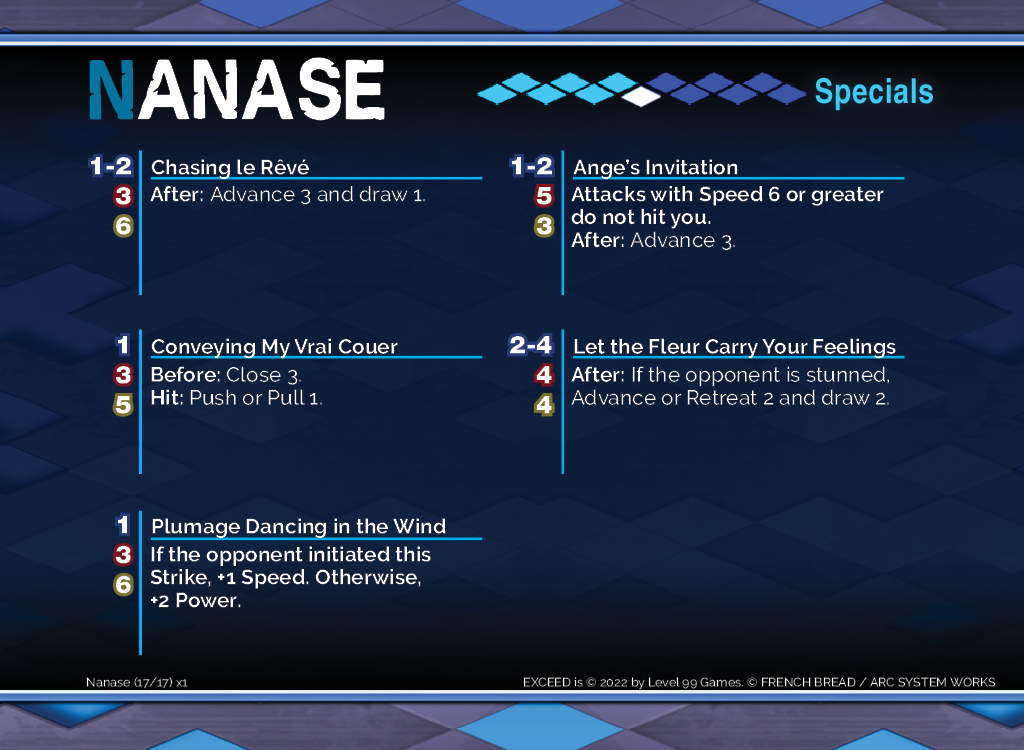 NANASE
Specials
1-2 Chasing le Rêvé
3 After: Advance 3 and draw 1.
6
1-2 Ange's Invitation
5 Attacks with Speed 6 or greater
3 do not hit you.
After: Advance 3.
1 Conveying My Vrai Couer
3 Before: Close 3.
5 Hit: Push or Pull 1.
2-4 Let the Fleur Carry Your Feelings
4 After: If the opponent is stunned,
4 Advance or Retreat 2 and draw 2.
1 Plumage Dancing in the Wind
3 If the opponent initiated this
6 Strike, +1 Speed. Otherwise,
+2 Power.
Nanase (17/17) x1
EXCEED is © 2022 by Level 99 Games. © FRENCH BREAD / ARC SYSTEM WORKS